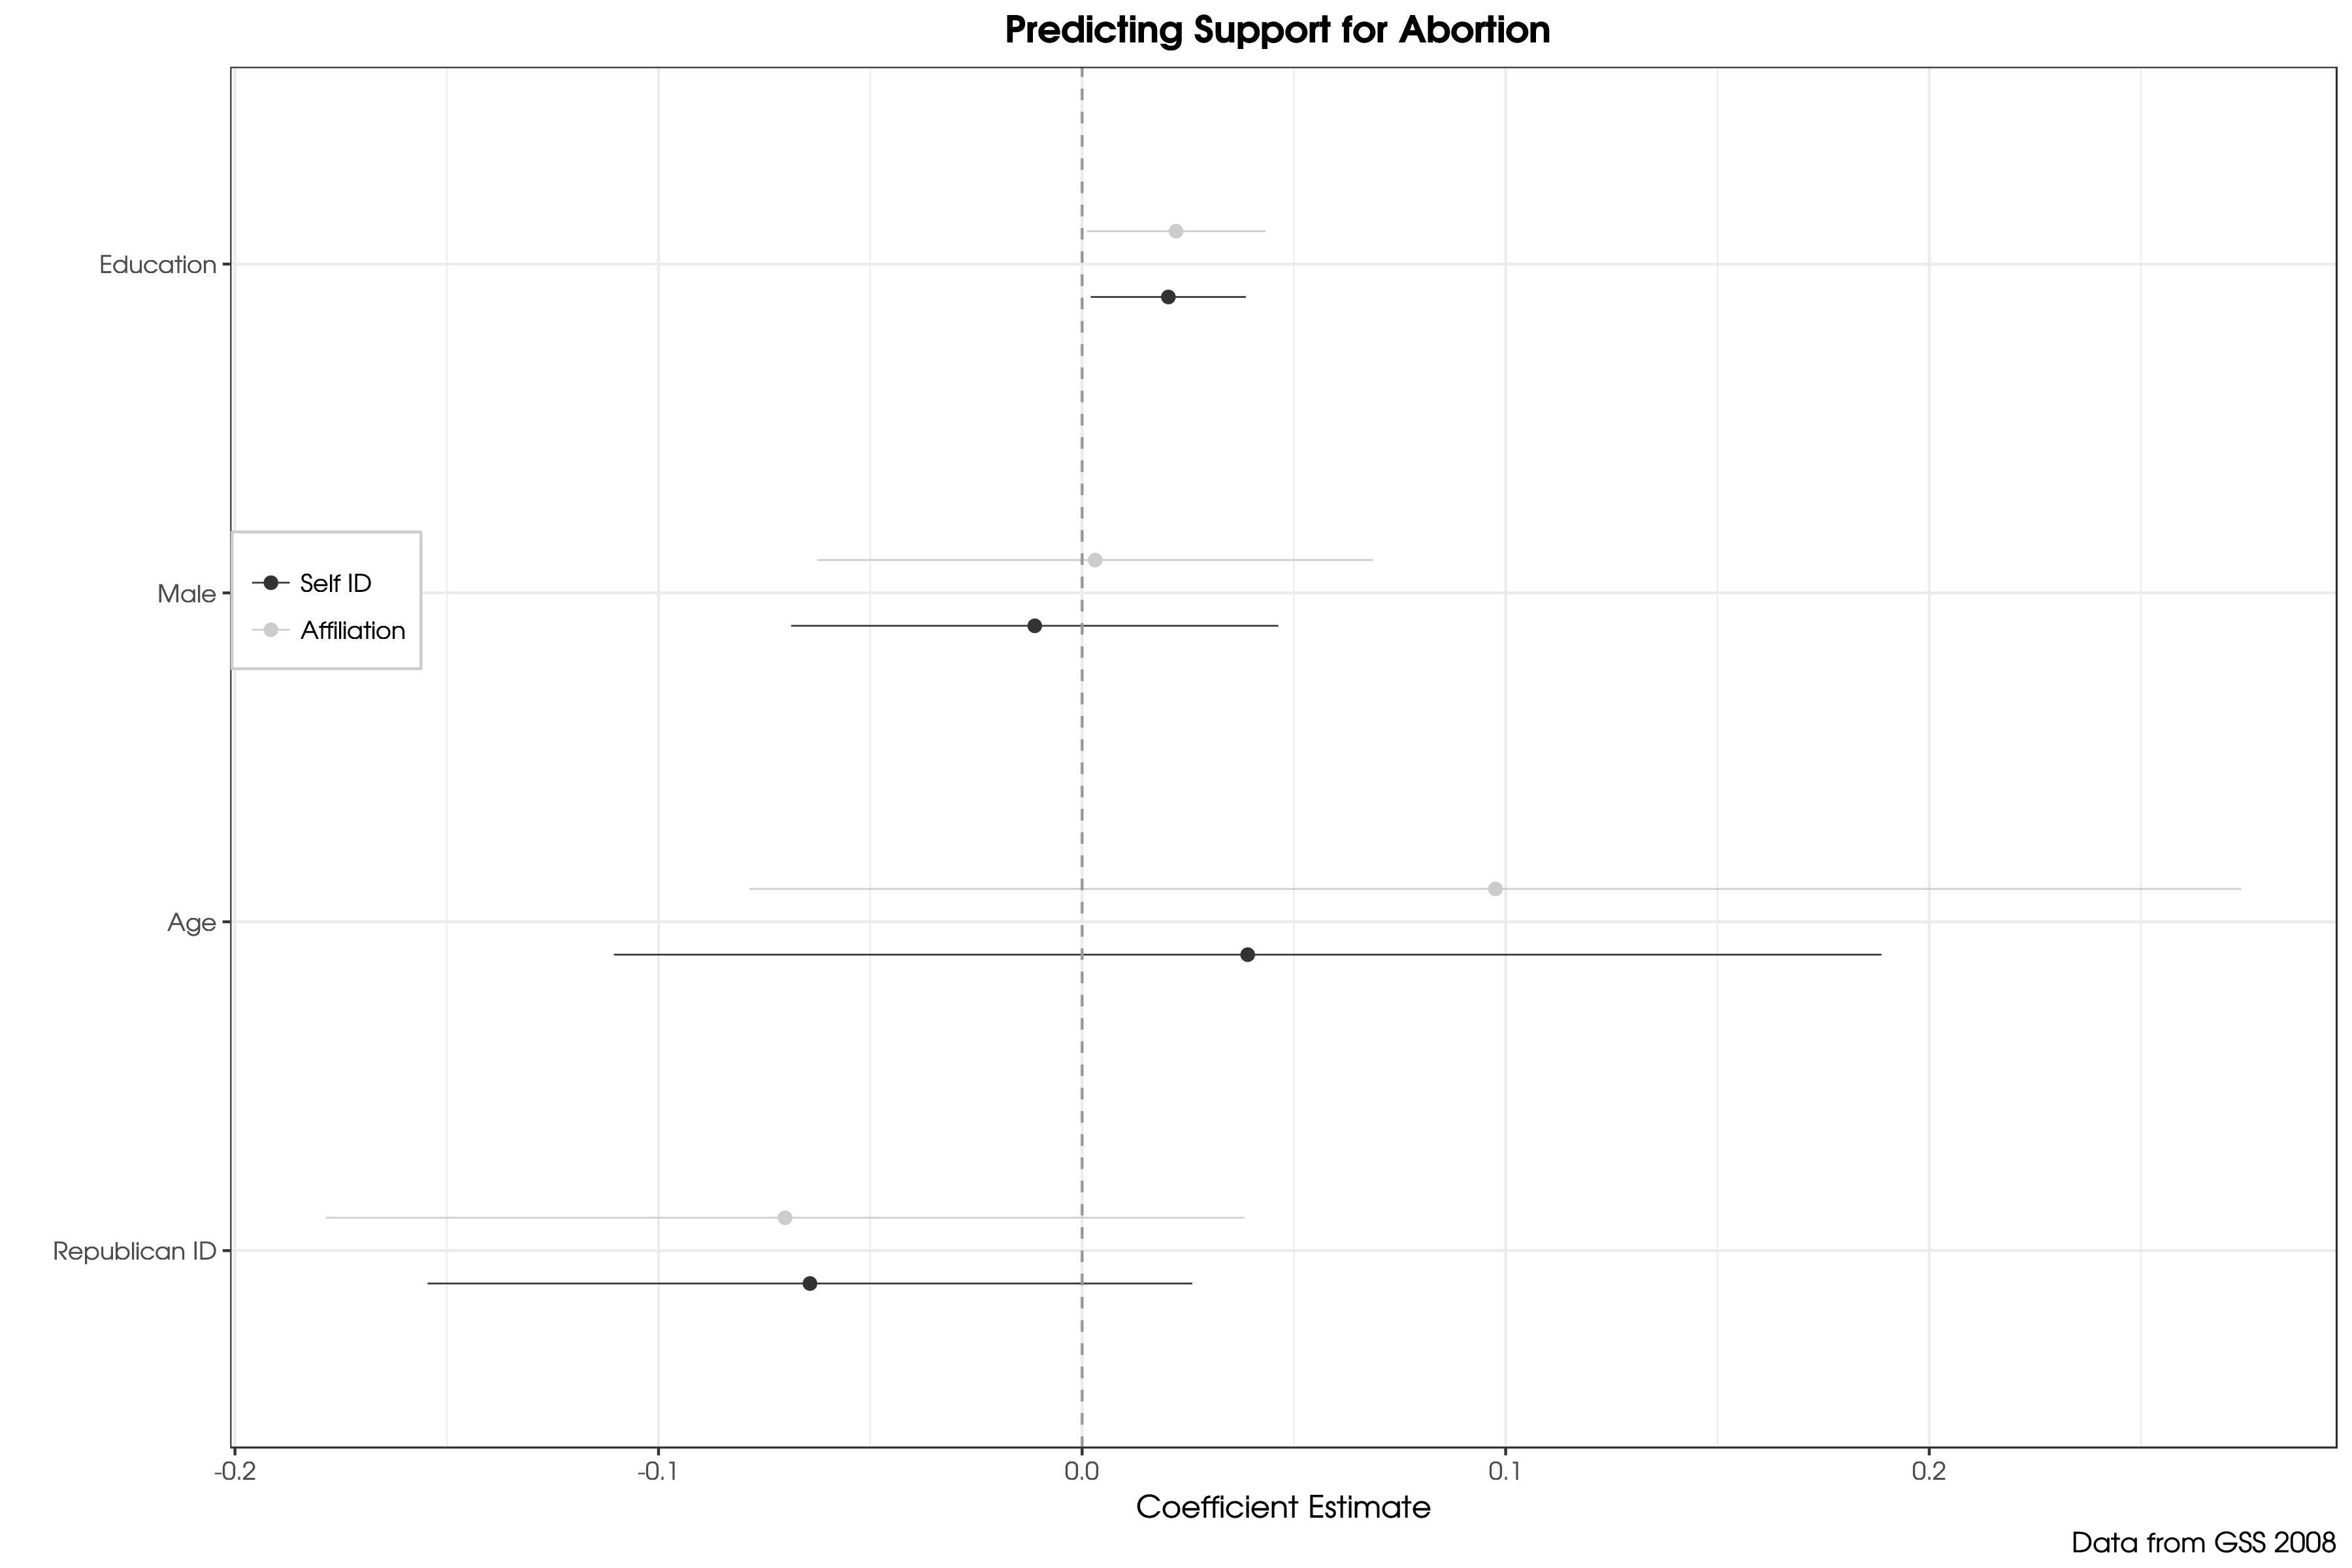 Predicting Support for Abortion
Education
Male
Age
Republican ID
Self ID
Affiliation
-0.2
-0.1
0.0
0.1
0.2
Coefficient Estimate
Data from GSS 2008